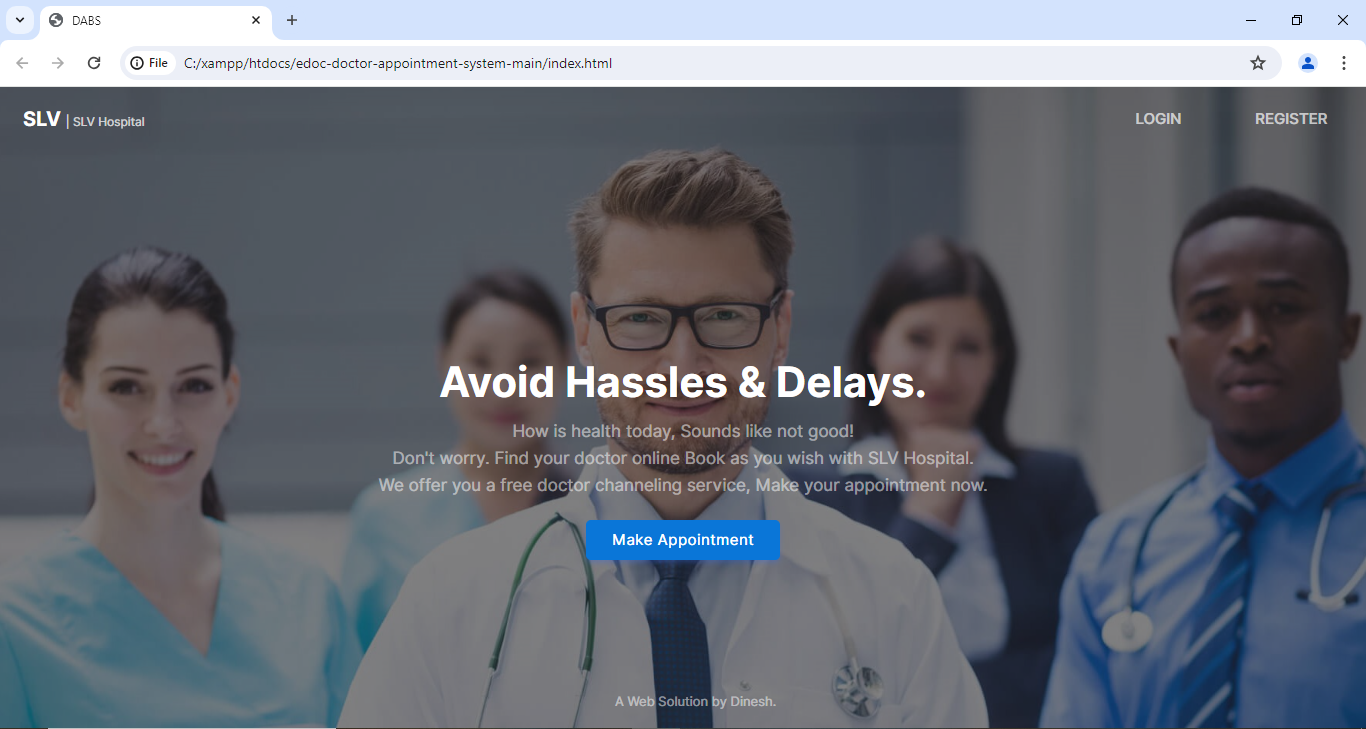 DABS
File
C:/xampp/htdocs/edoc-doctor-appointment-system-main/index.html
SLV | SLV Hospital
LOGIN
REGISTER
Avoid Hassles & Delays.
How is health today, Sounds like not good!
Don't worry. Find your doctor online Book as you wish with SLV Hospital.
We offer you a free doctor channeling service, Make your appointment now.
Make Appointment
A Web Solution by Dinesh.